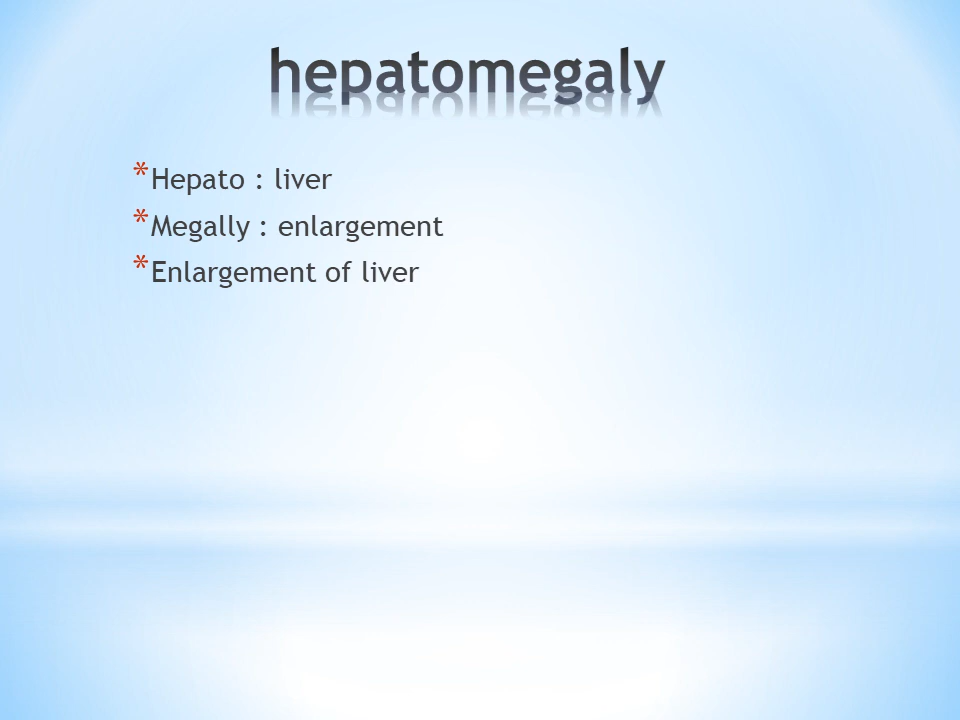 hepatomegaly
* Hepato : liver
* Megally : enlargement
* Enlargement of liver